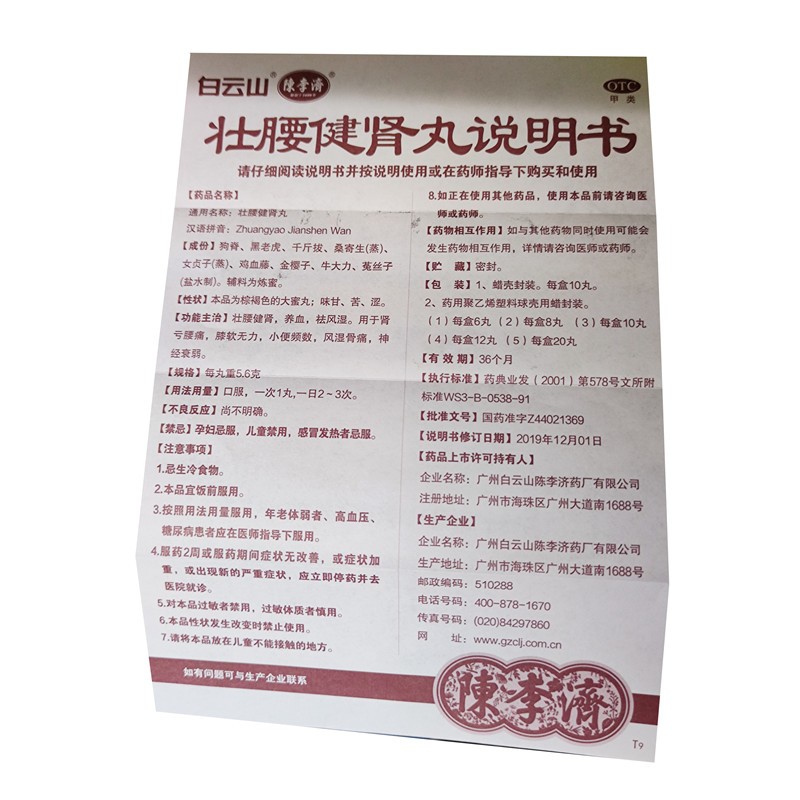 白云山® 陳李濟®
OTC
甲类
壮腰健肾丸说明书
请仔细阅读说明书并按说明使用或在药师指导下购买和使用
【药品名称】
通用名称：壮腰健肾丸
汉语拼音：Zhuangyao Jianshen Wan
【成份】狗脊、黑老虎、千斤拔、桑寄生(蒸)、
女贞子(蒸)、鸡血藤、金樱子、牛大力、菟丝子
(盐水制)。辅料为炼蜜。
【性状】本品为棕褐色的大蜜丸；味甘、苦、涩。
【功能主治】壮腰健肾，养血，祛风湿。用于肾
亏腰痛，膝软无力，小便频数，风湿骨痛，神
经衰弱。
【规格】每丸重5.6克
【用法用量】口服，一次1丸,一日2～3次。
【不良反应】尚不明确。
【禁忌】孕妇忌服，儿童禁用，感冒发热者忌服。
【注意事项】
1.忌生冷食物。
2.本品宜饭前服用。
3.按照用法用量服用，年老体弱者、高血压、
糖尿病患者应在医师指导下服用。
4.服药2周或服药期间症状无改善，或症状加
重，或出现新的严重症状，应立即停药并去
医院就诊。
5.对本品过敏者禁用，过敏体质者慎用。
6.本品性状发生改变时禁止使用。
7.请将本品放在儿童不能接触的地方。
8.如正在使用其他药品，使用本品前请咨询医
师或药师。
【药物相互作用】如与其他药物同时使用可能会
发生药物相互作用，详情请咨询医师或药师。
【贮　藏】密封。
【包　装】1、蜡壳封装。每盒10丸。
2、药用聚乙烯塑料球壳用蜡封装。
（1）每盒6丸（2）每盒8丸 （3）每盒10丸
（4）每盒12丸 （5）每盒20丸
【有 效 期】36个月
【执行标准】药典业发（2001）第578号文所附
标准WS3-B-0538-91
【批准文号】国药准字Z44021369
【说明书修订日期】2019年12月01日
【药品上市许可持有人】
企业名称：广州白云山陈李济药厂有限公司
注册地址：广州市海珠区广州大道南1688号
【生产企业】
企业名称：广州白云山陈李济药厂有限公司
生产地址：广州市海珠区广州大道南1688号
邮政编码：510288
电话号码：400-878-1670
传真号码：(020)84297860
网　　址：www.gzclj.com.cn
如有问题可与生产企业联系
陳李濟
T9